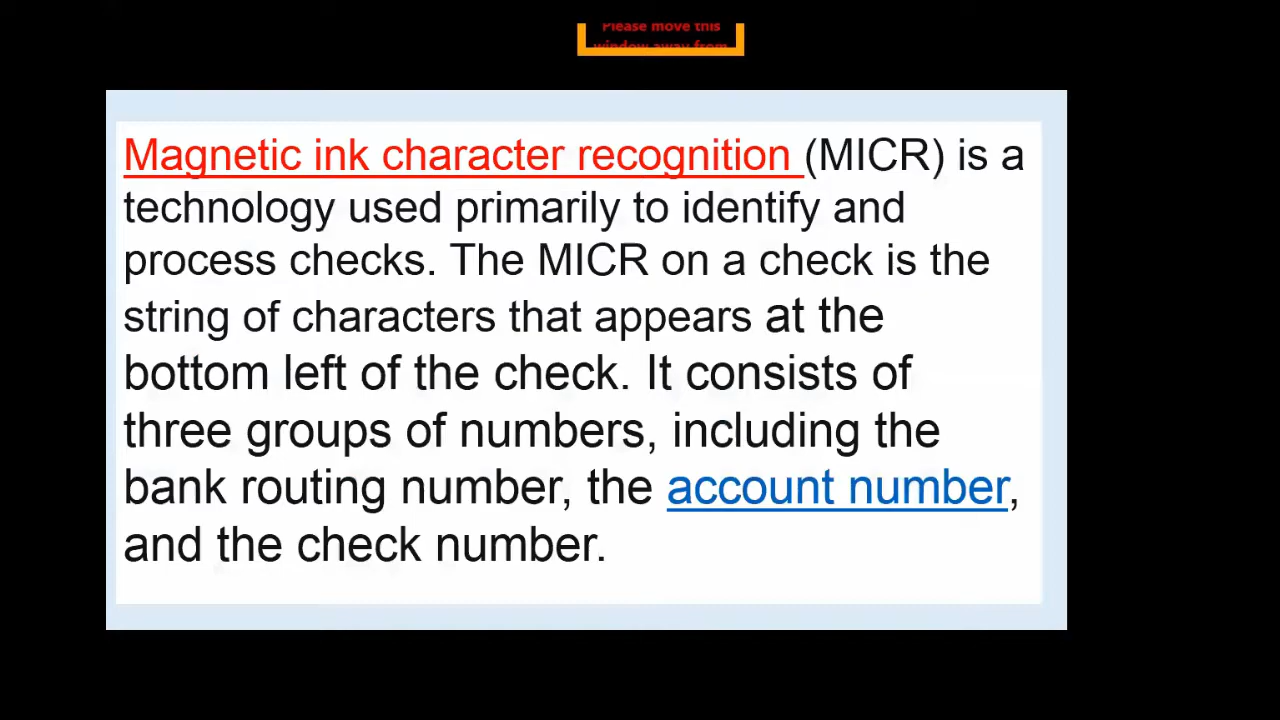 Please move this
window away from
Magnetic ink character recognition (MICR) is a
technology used primarily to identify and
process checks. The MICR on a check is the
string of characters that appears at the
bottom left of the check. It consists of
three groups of numbers, including the
bank routing number, the account number,
and the check number.